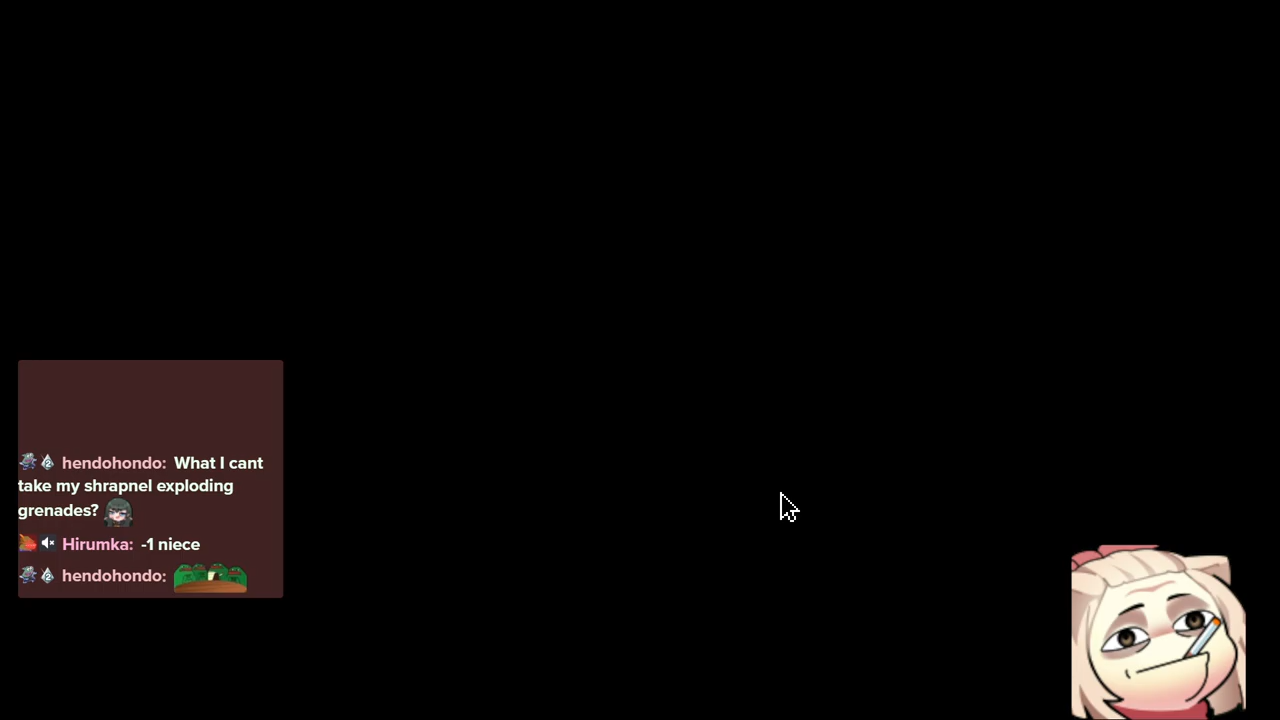 hendohondo: What I cant
take my shrapnel exploding
grenades?
Hirumka: -1 niece
hendohondo: